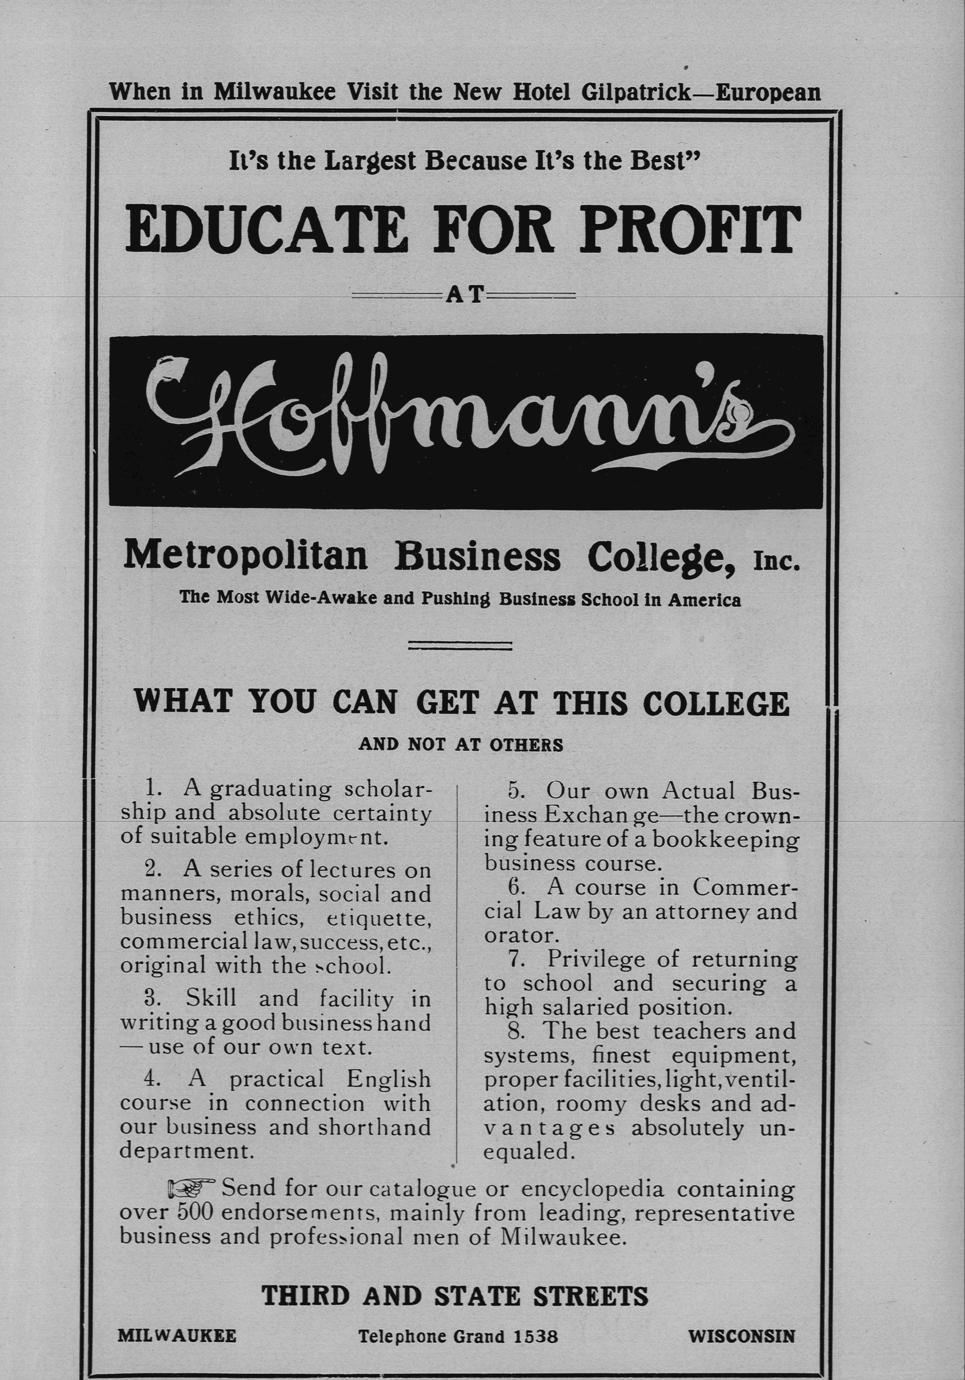 When in Milwaukee Visit the New Hotel Gilpatrick—European
It's the Largest Because It's the Best”
EDUCATE FOR PROFIT
AT
Hoffmann's
Metropolitan Business College, Inc.
The Most Wide-Awake and Pushing Business School in America
WHAT YOU CAN GET AT THIS COLLEGE
AND NOT AT OTHERS
1. A graduating scholar-
ship and absolute certainty
of suitable employment.
2. A series of lectures on
manners, morals, social and
business ethics, etiquette,
commercial law, success, etc.,
original with the school.
3. Skill and facility in
writing a good business hand
— use of our own text.
4. A practical English
course in connection with
our business and shorthand
department.
5. Our own Actual Bus-
iness Exchange—the crown-
ing feature of a bookkeeping
business course.
6. A course in Commer-
cial Law by an attorney and
orator.
7. Privilege of returning
to school and securing a
high salaried position.
8. The best teachers and
systems, finest equipment,
proper facilities, light, ventil-
ation, roomy desks and ad-
vantages absolutely un-
equaled.
☞ Send for our catalogue or encyclopedia containing
over 500 endorsements, mainly from leading, representative
business and professional men of Milwaukee.
THIRD AND STATE STREETS
MILWAUKEE Telephone Grand 1538 WISCONSIN